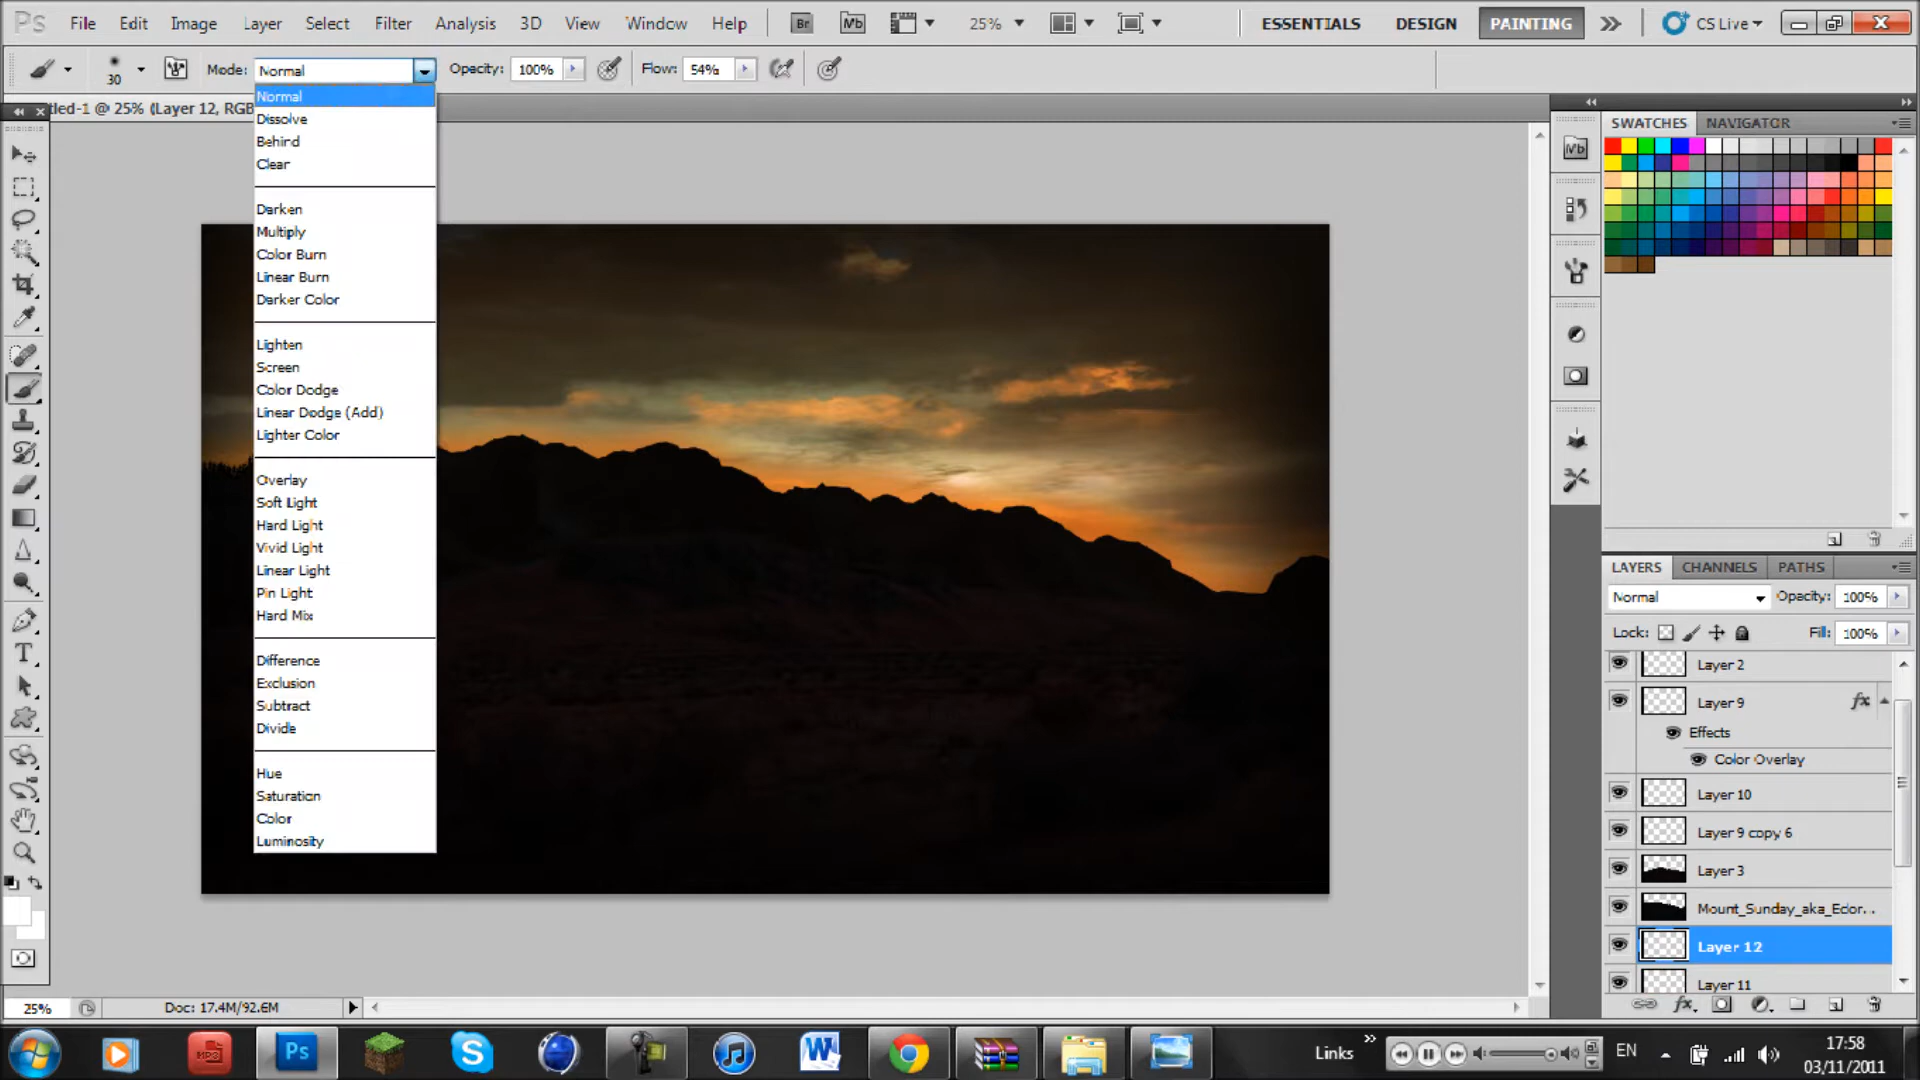 Ps File Edit Image Layer Select Filter Analysis 3D View Window Help Br Mb 25% ESSENTIALS DESIGN PAINTING CS Live
30 Mode: Normal Opacity: 100% Flow: 54%
tled-1 @ 25% (Layer 12, RGB
Normal
Dissolve
Behind
Clear
Darken
Multiply
Color Burn
Linear Burn
Darker Color
Lighten
Screen
Color Dodge
Linear Dodge (Add)
Lighter Color
Overlay
Soft Light
Hard Light
Vivid Light
Linear Light
Pin Light
Hard Mix
Difference
Exclusion
Subtract
Divide
Hue
Saturation
Color
Luminosity
Mb
SWATCHES NAVIGATOR
LAYERS CHANNELS PATHS
Normal Opacity: 100%
Lock: Fill: 100%
Layer 2
Layer 9 fx
Effects
Color Overlay
Layer 10
Layer 9 copy 6
Layer 3
Mount_Sunday_aka_Edor...
Layer 12
Layer 11
fx
25% Doc: 17.4M/92.6M
MP3 Ps S W Links EN 17:58
03/11/2011